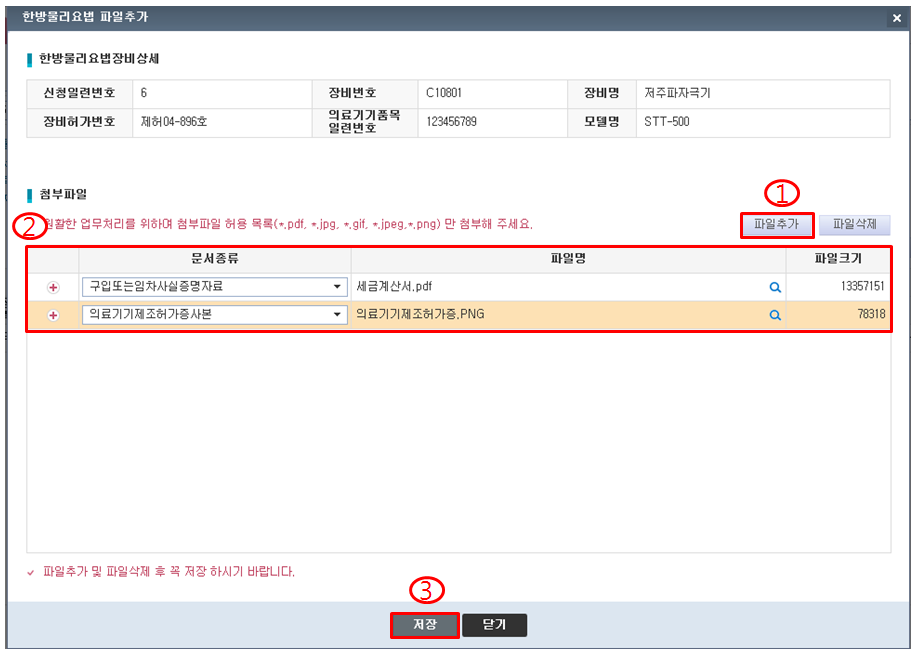 한방물리요법 파일추가 ×
한방물리요법장비상세
신청일련번호 6 장비번호 C10801 장비명 저주파자극기
장비허가번호 제허04-896호 의료기기품목 일련번호 123456789 모델명 STT-500
첨부파일
①
② 원활한 업무처리를 위하여 첨부파일 허용 목록(*.pdf, *.jpg, *.gif, *.jpeg,*.png) 만 첨부해 주세요. 파일추가 파일삭제
문서종류 파일명 파일크기
구입또는임차사실증명자료 세금계산서.pdf 13357151
의료기기제조허가증사본 의료기기제조허가증.PNG 78318
파일추가 및 파일삭제 후 꼭 저장 하시기 바랍니다.
③
저장 닫기